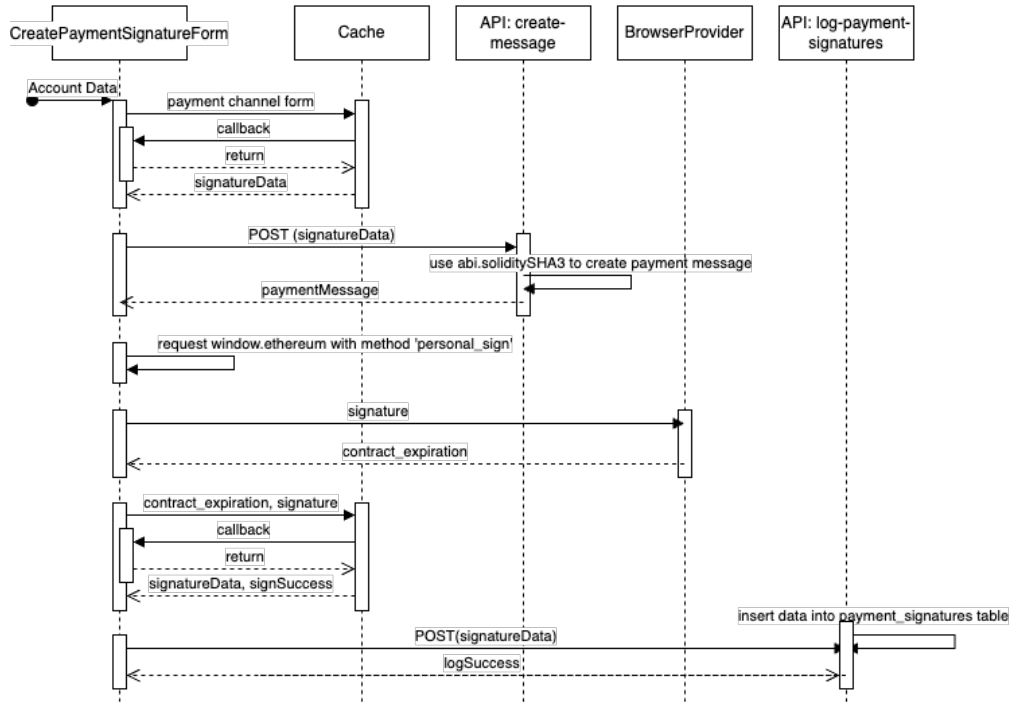 CreatePaymentSignatureForm
Cache
API: create-
message
BrowserProvider
API: log-payment-
signatures
Account Data
payment channel form
callback
return
signatureData
POST (signatureData)
use abi.soliditySHA3 to create payment message
paymentMessage
request window.ethereum with method 'personal_sign'
signature
contract_expiration
contract_expiration, signature
callback
return
signatureData, signSuccess
insert data into payment_signatures table
POST(signatureData)
logSuccess